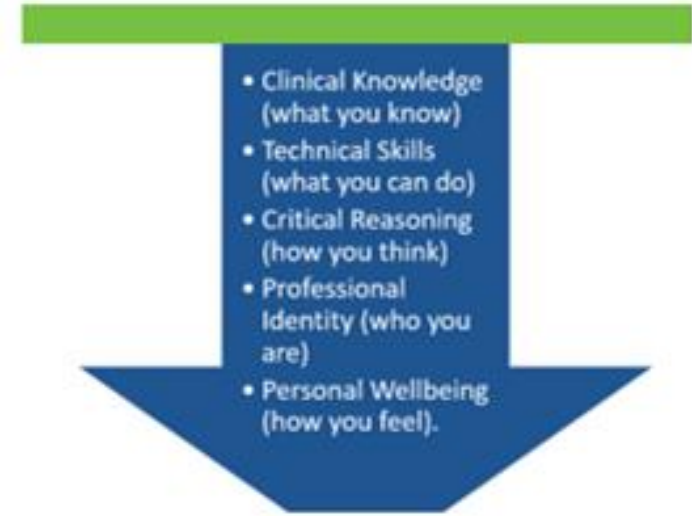 • Clinical Knowledge
(what you know)
• Technical Skills
(what you can do)
• Critical Reasoning
(how you think)
• Professional
Identity (who you
are)
• Personal Wellbeing
(how you feel).